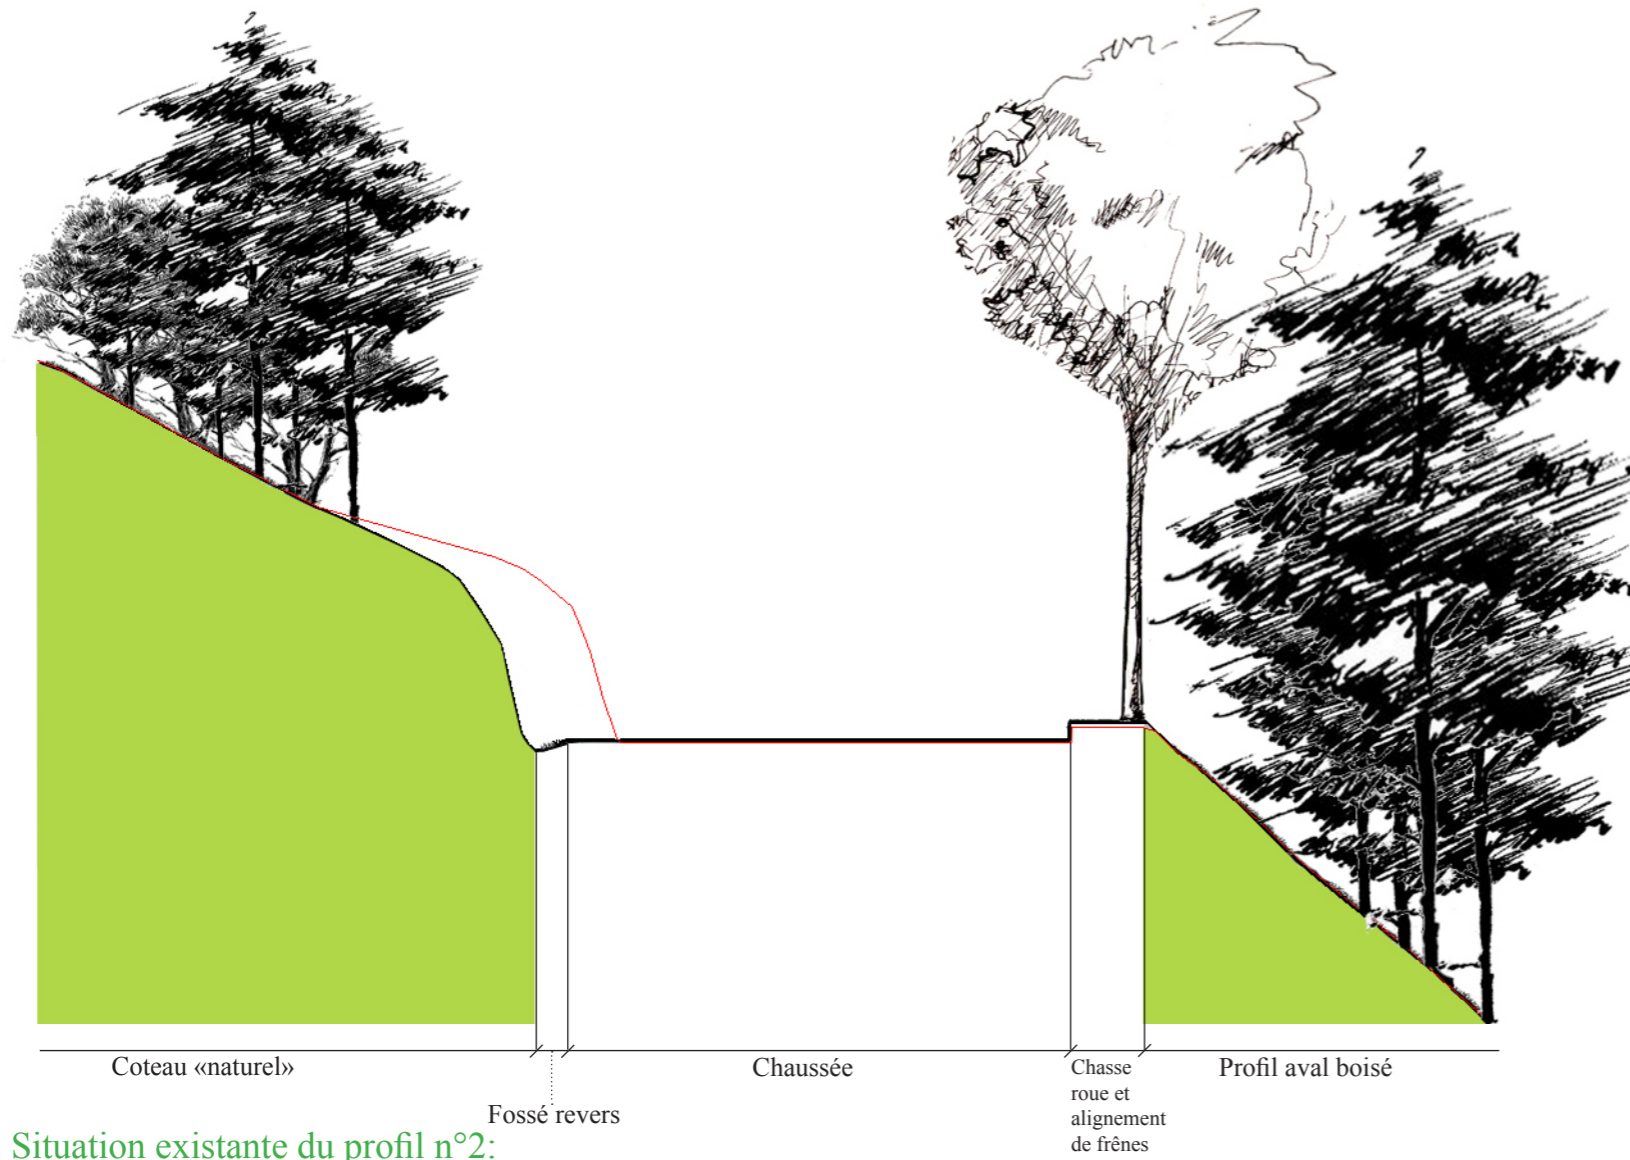 Coteau «naturel»
Fossé revers
Chaussée
Chasse
roue et
alignement
de frênes
Profil aval boisé
Situation existante du profil n°2: